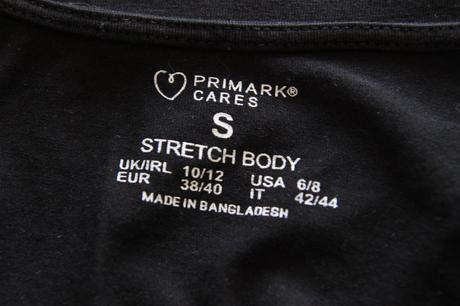 PRIMARK®
CARES
S
STRETCH BODY
UK/IRL 10/12 USA 6/8
EUR 38/40 IT 42/44
MADE IN BANGLADESH